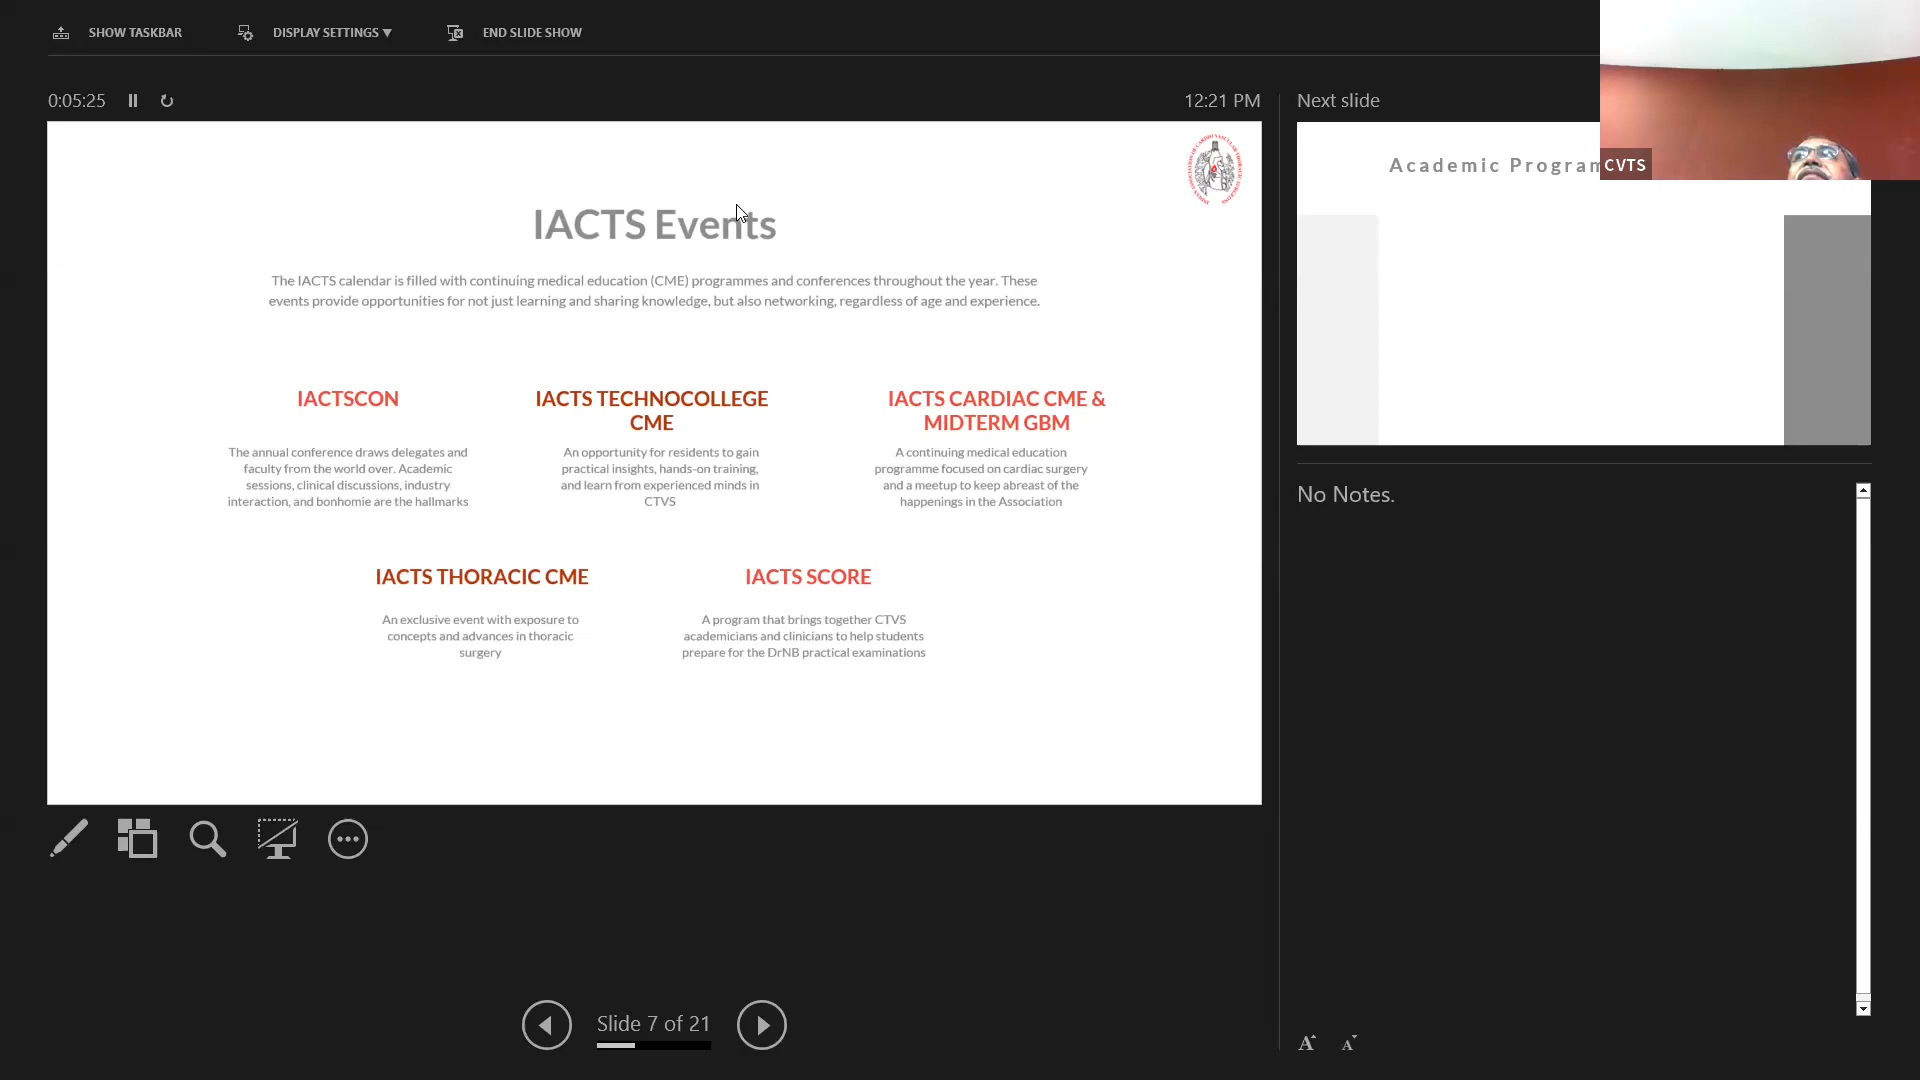 SHOW TASKBAR
DISPLAY SETTINGS ▼
END SLIDE SHOW
0:05:25
12:21 PM
Next slide
IACTS Events
The IACTS calendar is filled with continuing medical education (CME) programmes and conferences throughout the year. These
events provide opportunities for not just learning and sharing knowledge, but also networking, regardless of age and experience.
IACTSCON
The annual conference draws delegates and
faculty from the world over. Academic
sessions, clinical discussions, industry
interaction, and bonhomie are the hallmarks
IACTS TECHNOCOLLEGE
CME
An opportunity for residents to gain
practical insights, hands-on training,
and learn from experienced minds in
CTVS
IACTS CARDIAC CME &
MIDTERM GBM
A continuing medical education
programme focused on cardiac surgery
and a meetup to keep abreast of the
happenings in the Association
IACTS THORACIC CME
An exclusive event with exposure to
concepts and advances in thoracic
surgery
IACTS SCORE
A program that brings together CTVS
academicians and clinicians to help students
prepare for the DrNB practical examinations
Slide 7 of 21
Academic Program
CVTS
No Notes.
A A